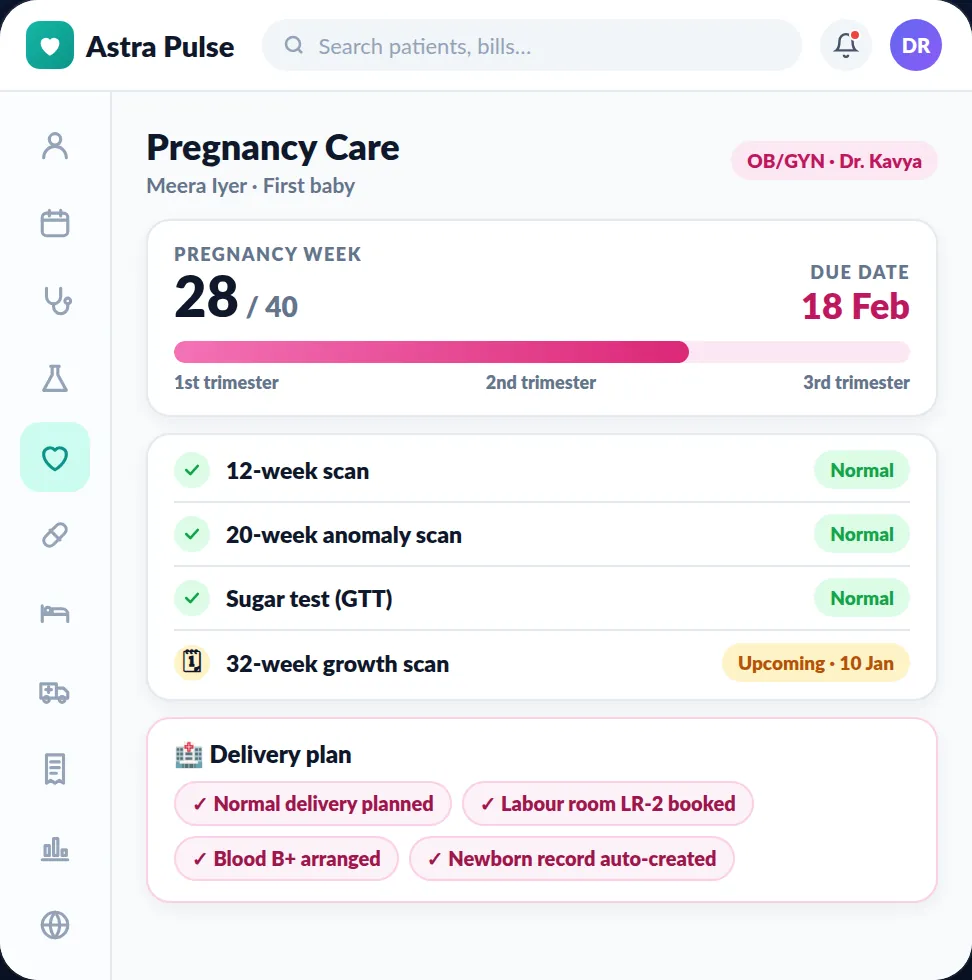 Astra Pulse
Search patients, bills...
DR
Pregnancy Care
Meera Iyer · First baby
OB/GYN · Dr. Kavya
PREGNANCY WEEK
28 / 40
DUE DATE
18 Feb
1st trimester
2nd trimester
3rd trimester
12-week scan
Normal
20-week anomaly scan
Normal
Sugar test (GTT)
Normal
32-week growth scan
Upcoming · 10 Jan
🏥 Delivery plan
✓ Normal delivery planned
✓ Labour room LR-2 booked
✓ Blood B+ arranged
✓ Newborn record auto-created